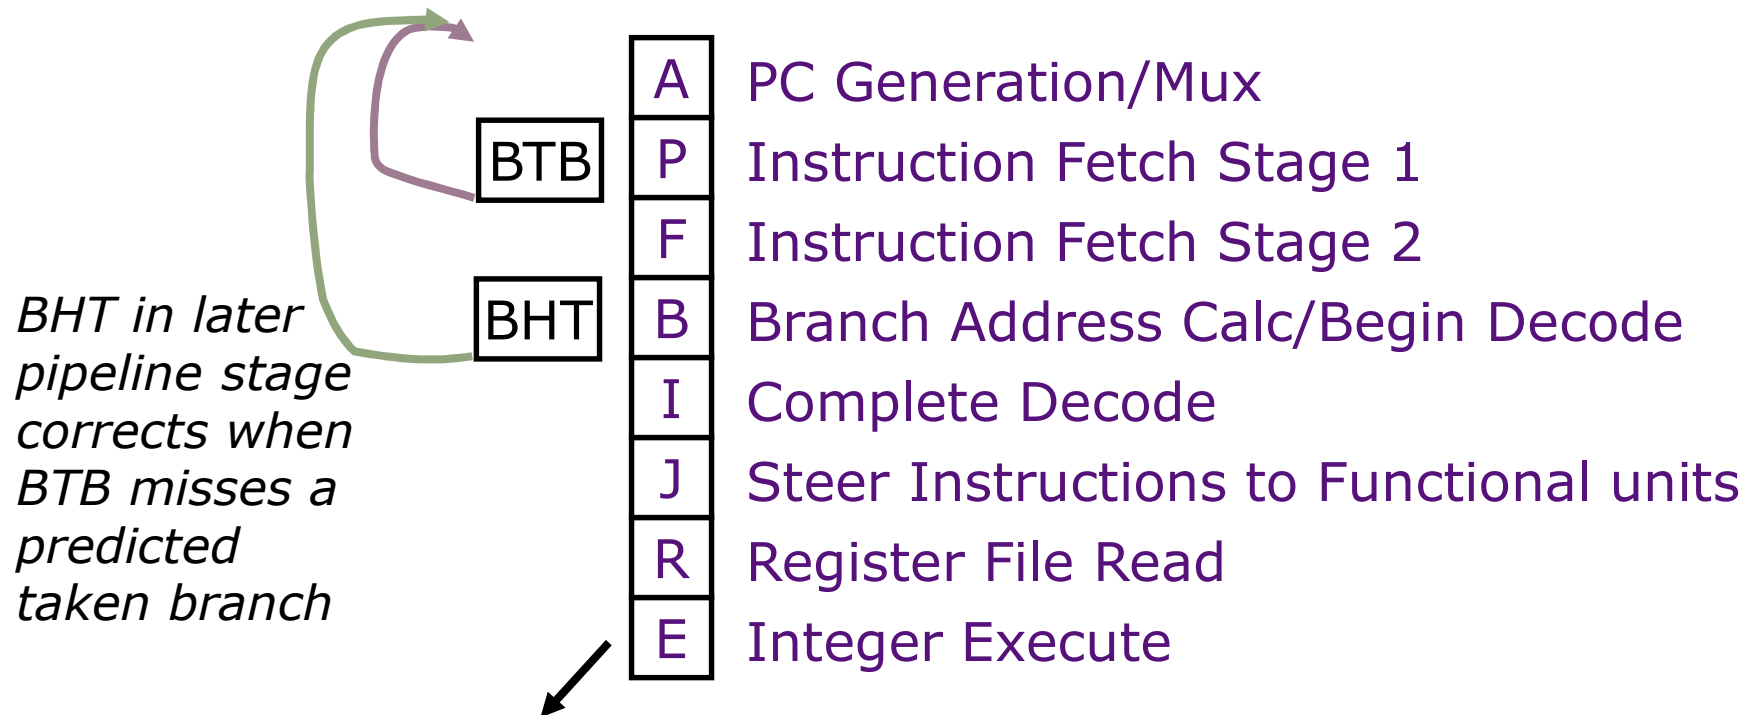 A PC Generation/Mux
BTB P Instruction Fetch Stage 1
F Instruction Fetch Stage 2
BHT B Branch Address Calc/Begin Decode
I Complete Decode
J Steer Instructions to Functional units
R Register File Read
E Integer Execute
BHT in later
pipeline stage
corrects when
BTB misses a
predicted
taken branch